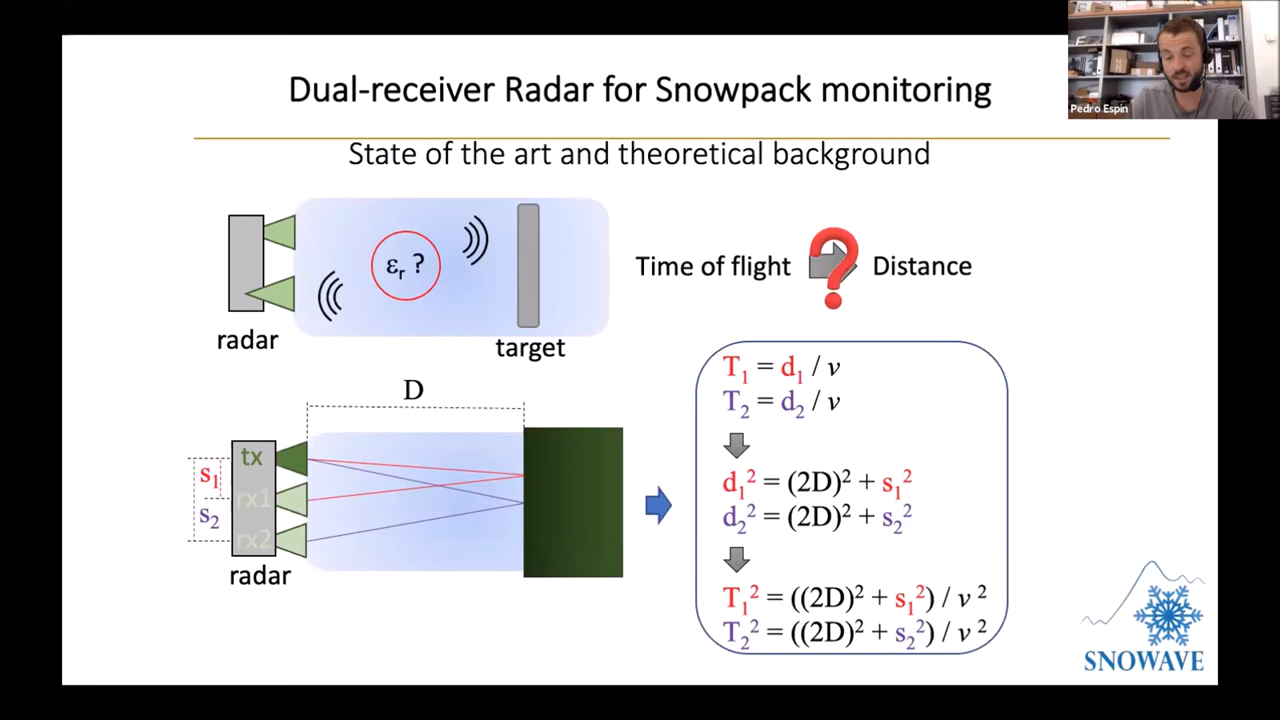 Dual-receiver Radar for Snowpack monitoring
Pedro Espin
State of the art and theoretical background
εr ?
radar
target
Time of flight ? Distance
D
tx
s1
rx1
s2
rx2
radar
T1 = d1 / v
T2 = d2 / v
d1² = (2D)² + s1²
d2² = (2D)² + s2²
T1² = ((2D)² + s1²) / v ²
T2² = ((2D)² + s2²) / v ²
SNOWAVE